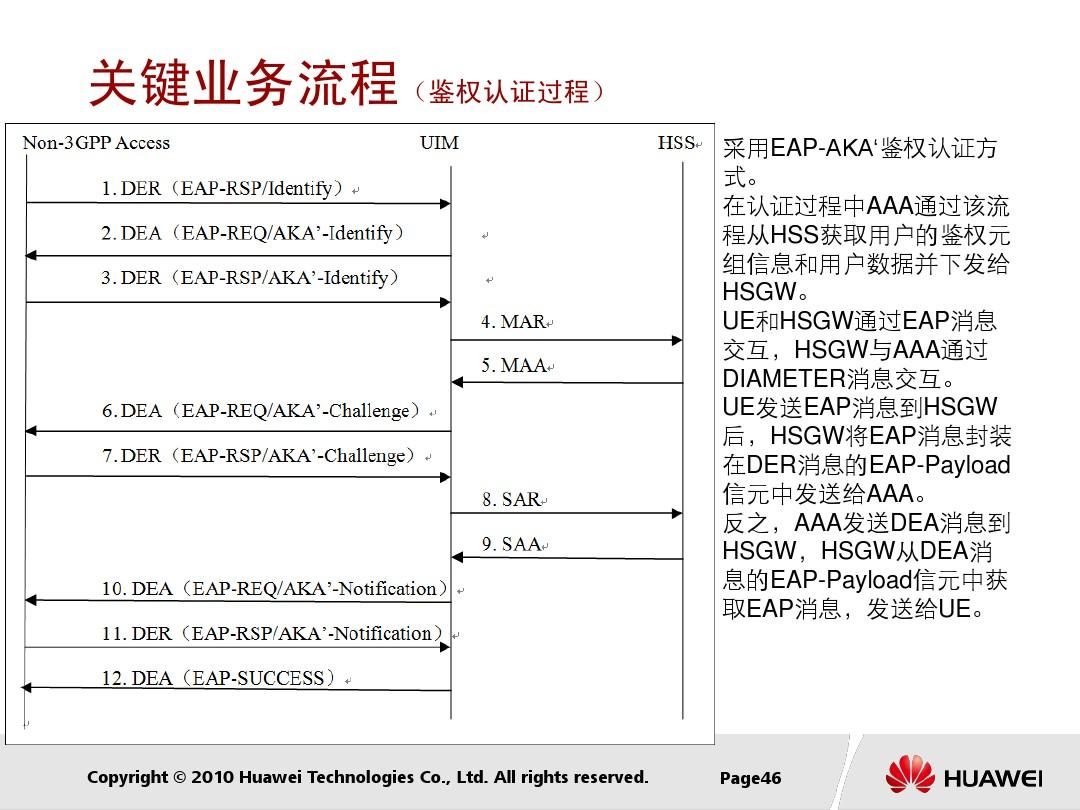 关键业务流程（鉴权认证过程）
Non-3GPP Access UIM HSS
1. DER（EAP-RSP/Identify）
2. DEA（EAP-REQ/AKA’-Identify）
3. DER（EAP-RSP/AKA’-Identify）
4. MAR
5. MAA
6. DEA（EAP-REQ/AKA’-Challenge）
7. DER（EAP-RSP/AKA’-Challenge）
8. SAR
9. SAA
10. DEA（EAP-REQ/AKA’-Notification）
11. DER（EAP-RSP/AKA’-Notification）
12. DEA（EAP-SUCCESS）
采用EAP-AKA‘鉴权认证方
式。
在认证过程中AAA通过该流
程从HSS获取用户的鉴权元
组信息和用户数据并下发给
HSGW。
UE和HSGW通过EAP消息
交互，HSGW与AAA通过
DIAMETER消息交互。
UE发送EAP消息到HSGW
后，HSGW将EAP消息封装
在DER消息的EAP-Payload
信元中发送给AAA。
反之，AAA发送DEA消息到
HSGW，HSGW从DEA消
息的EAP-Payload信元中获
取EAP消息，发送给UE。
Copyright © 2010 Huawei Technologies Co., Ltd. All rights reserved.
Page46
HUAWEI